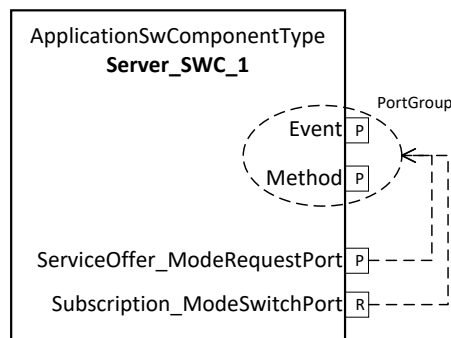 ApplicationSwComponentType
Server_SWC_1
PortGroup
Event P
Method P
ServiceOffer_ModeRequestPort P
Subscription_ModeSwitchPort R